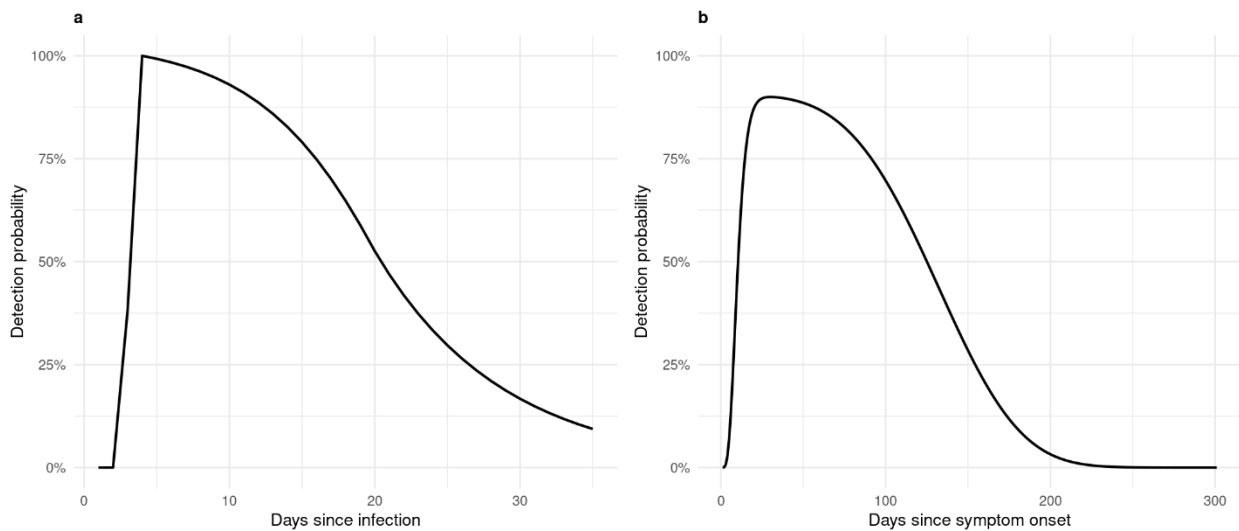 a
100%
75%
50%
25%
0%
Detection probability
0 10 20 30
Days since infection
b
100%
75%
50%
25%
0%
Detection probability
0 100 200 300
Days since symptom onset